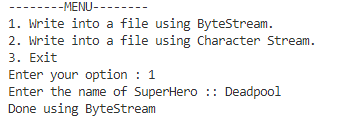 --------MENU--------
1. Write into a file using ByteStream.
2. Write into a file using Character Stream.
3. Exit
Enter your option : 1
Enter the name of SuperHero :: Deadpool
Done using ByteStream